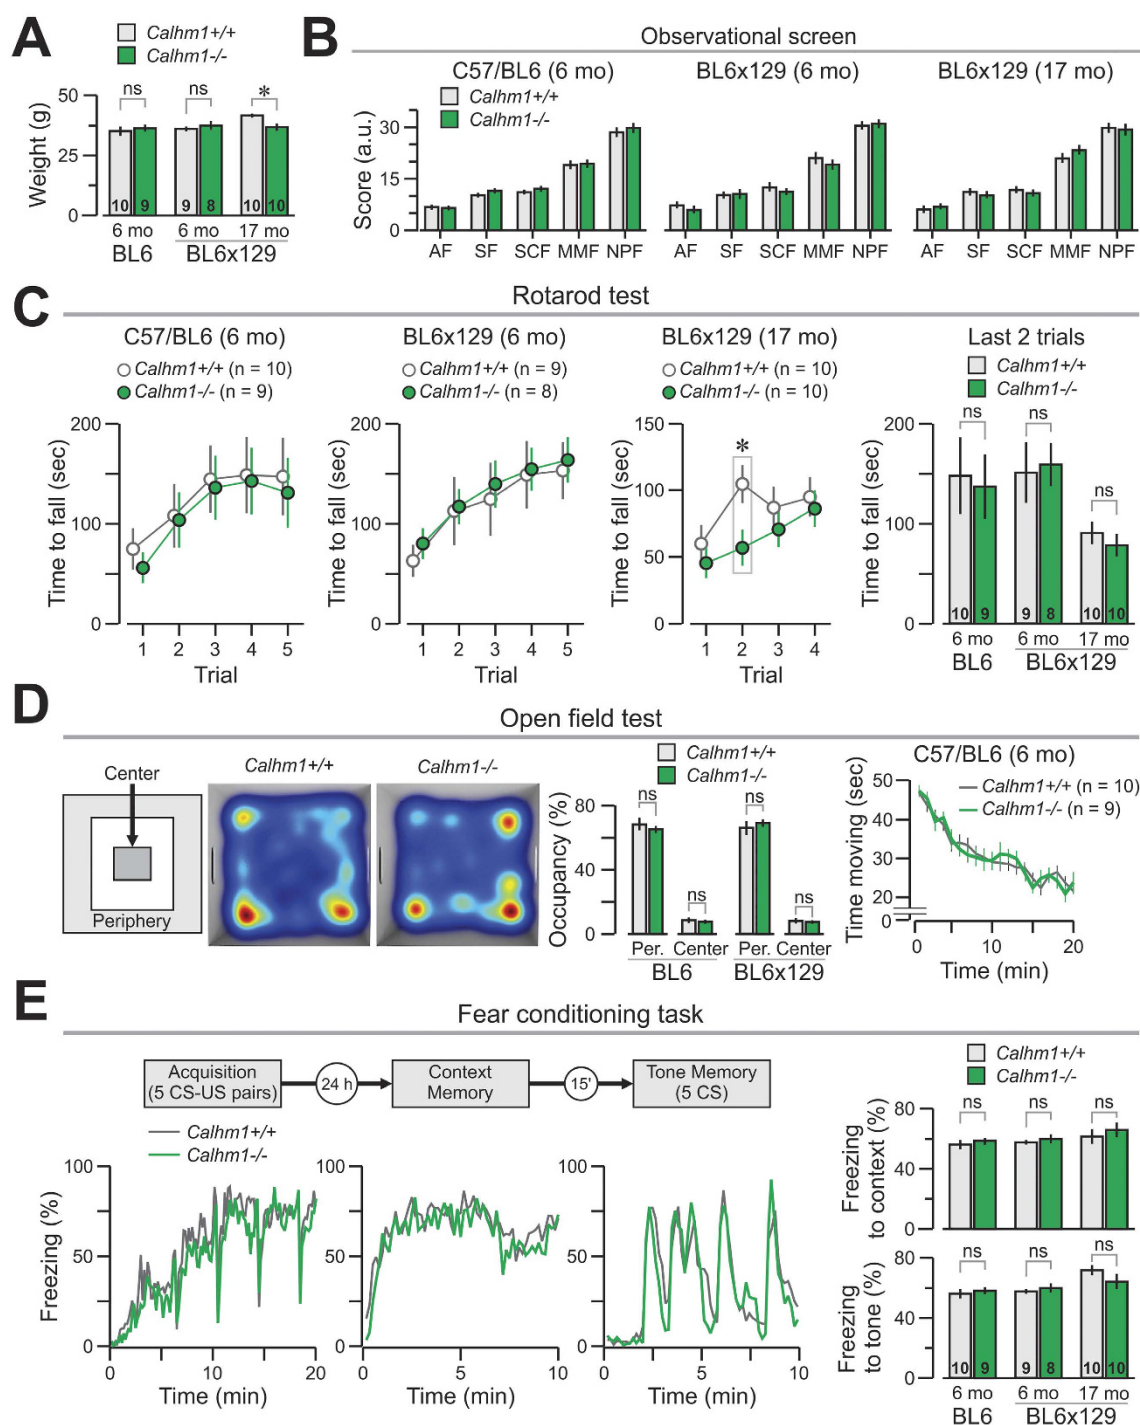 A
Calhm1+/+
Calhm1-/-
ns
ns
*
Weight (g)
50
25
0
10
9
9
8
10
10
6 mo
6 mo
17 mo
BL6
BL6x129
B
Observational screen
C57/BL6 (6 mo)
BL6x129 (6 mo)
BL6x129 (17 mo)
Calhm1+/+
Calhm1-/-
Score (a.u.)
30
15
0
AF SF SCF MMF NPF
AF SF SCF MMF NPF
AF SF SCF MMF NPF
C
Rotarod test
C57/BL6 (6 mo)
Calhm1+/+ (n = 10)
Calhm1-/- (n = 9)
Time to fall (sec)
200
100
0
1 2 3 4 5
Trial
BL6x129 (6 mo)
Calhm1+/+ (n = 9)
Calhm1-/- (n = 8)
Time to fall (sec)
200
100
0
1 2 3 4 5
Trial
BL6x129 (17 mo)
Calhm1+/+ (n = 10)
Calhm1-/- (n = 10)
Time to fall (sec)
150
100
50
0
*
1 2 3 4
Trial
Last 2 trials
Calhm1+/+
Calhm1-/-
Time to fall (sec)
200
100
0
ns
ns
ns
10
9
9
8
10
10
6 mo
6 mo
17 mo
BL6
BL6x129
D
Open field test
Center
Periphery
Calhm1+/+
Calhm1-/-
Calhm1+/+
Calhm1-/-
Occupancy (%)
80
40
0
ns
ns
ns
ns
Per. Center
Per. Center
BL6
BL6x129
C57/BL6 (6 mo)
Calhm1+/+ (n = 10)
Calhm1-/- (n = 9)
Time moving (sec)
50
40
30
20
0
0 10 20
Time (min)
E
Fear conditioning task
Acquisition
(5 CS-US pairs)
24 h
Context
Memory
15'
Tone Memory
(5 CS)
Calhm1+/+
Calhm1-/-
Freezing (%)
100
50
0
0 10 20
Time (min)
100
50
0
0 5 10
Time (min)
100
50
0
0 5 10
Time (min)
Calhm1+/+
Calhm1-/-
Freezing
to context (%)
80
40
0
ns
ns
ns
Freezing
to tone (%)
80
40
0
ns
ns
ns
10
9
9
8
10
10
6 mo
6 mo
17 mo
BL6
BL6x129